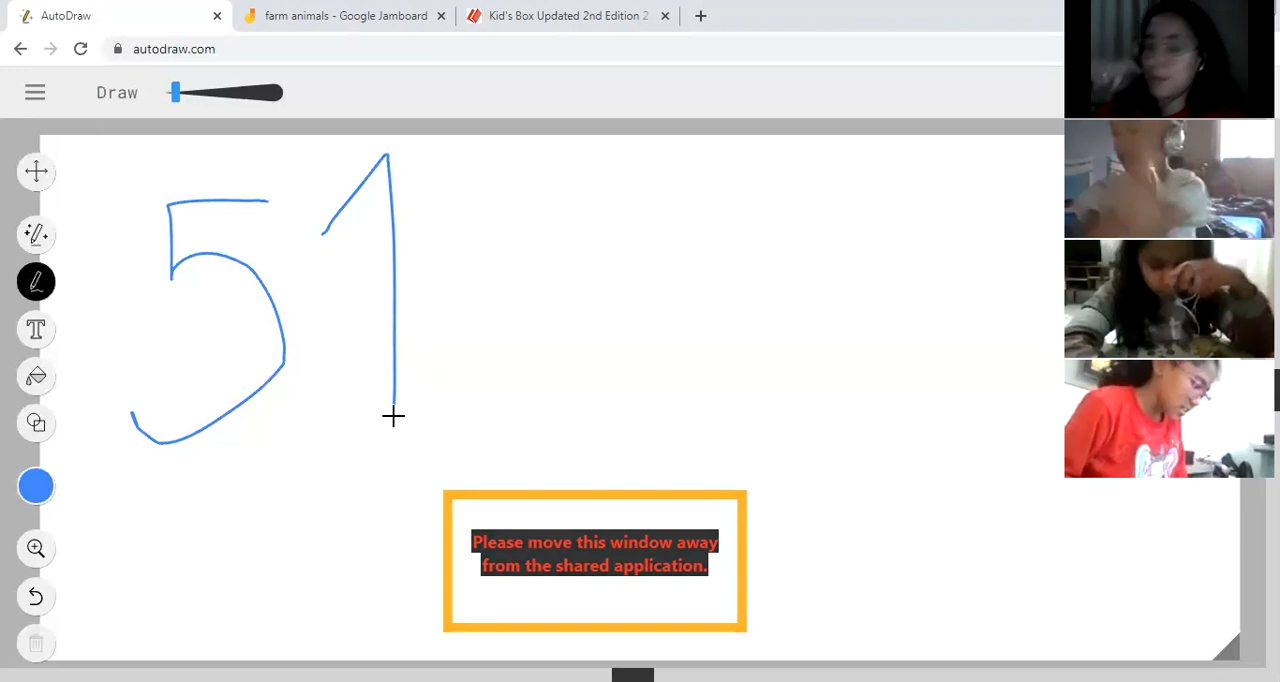 AutoDraw
farm animals - Google Jamboard
Kid's Box Updated 2nd Edition 2
autodraw.com
Draw
51
T
Please move this window away
from the shared application.